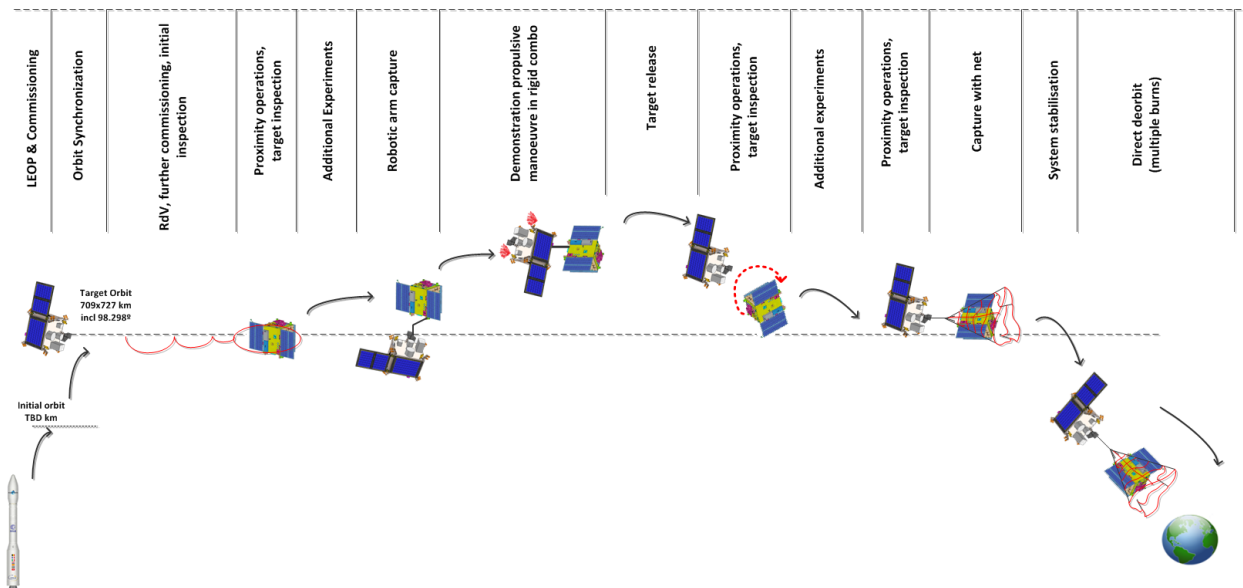 LEOP & Commissioning
Orbit Synchronization
RdV, further commissioning, initial
inspection
Proximity operations,
target inspection
Additional Experiments
Robotic arm capture
Demonstration propulsive
manoeuvre in rigid combo
Target release
Proximity operations,
target inspection
Additional experiments
Proximity operations,
target inspection
Capture with net
System stabilisation
Direct deorbit
(multiple burns)
Target Orbit
709x727 km
incl 98.298º
Initial orbit
TBD km